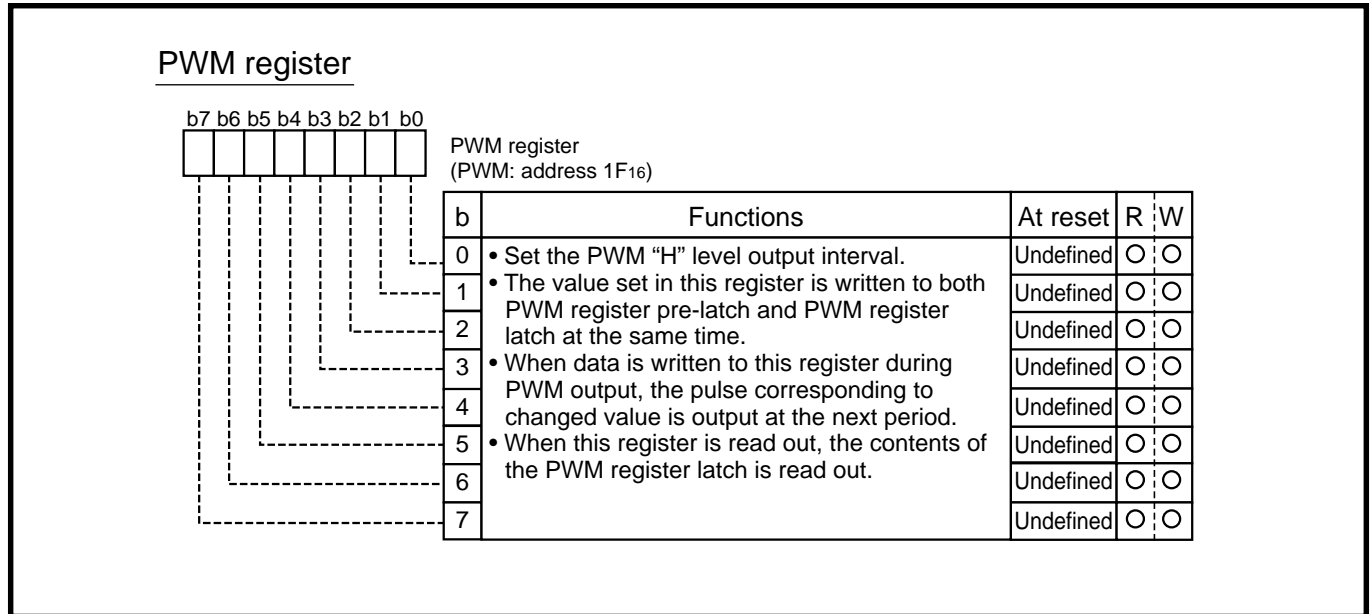 PWM register
b7 b6 b5 b4 b3 b2 b1 b0
PWM register
(PWM: address 1F16)
b Functions At reset R W
0 • Set the PWM “H” level output interval. Undefined O O
1 • The value set in this register is written to both Undefined O O
PWM register pre-latch and PWM register
2 latch at the same time. Undefined O O
3 • When data is written to this register during Undefined O O
PWM output, the pulse corresponding to
4 changed value is output at the next period. Undefined O O
5 • When this register is read out, the contents of Undefined O O
the PWM register latch is read out.
6 Undefined O O
7 Undefined O O